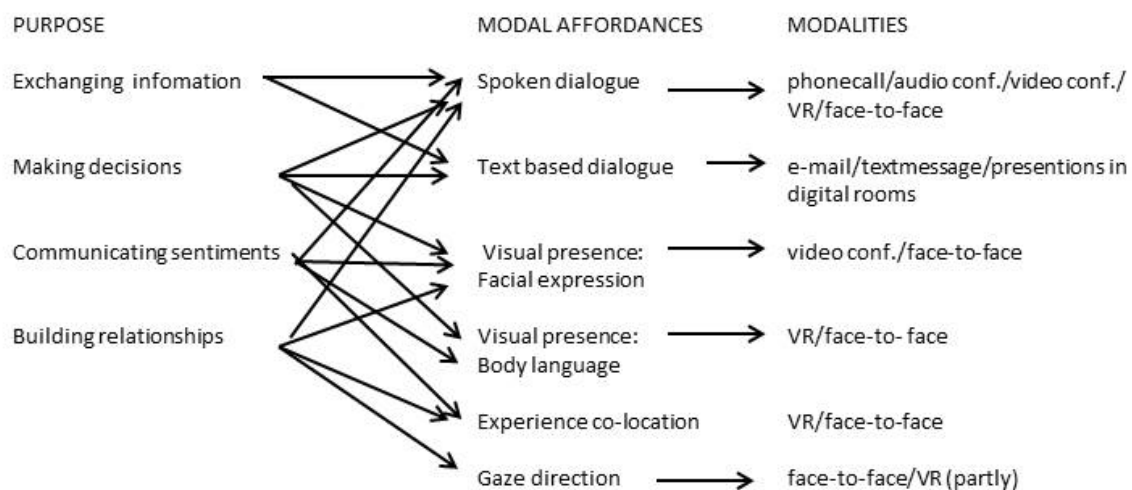 PURPOSE MODAL AFFORDANCES MODALITIES
Exchanging infomation Spoken dialogue phonecall/audio conf./video conf./
VR/face-to-face
Making decisions Text based dialogue e-mail/textmessage/presentions in
digital rooms
Communicating sentiments Visual presence: video conf./face-to-face
Facial expression
Building relationships Visual presence: VR/face-to- face
Body language
Experience co-location VR/face-to-face
Gaze direction face-to-face/VR (partly)